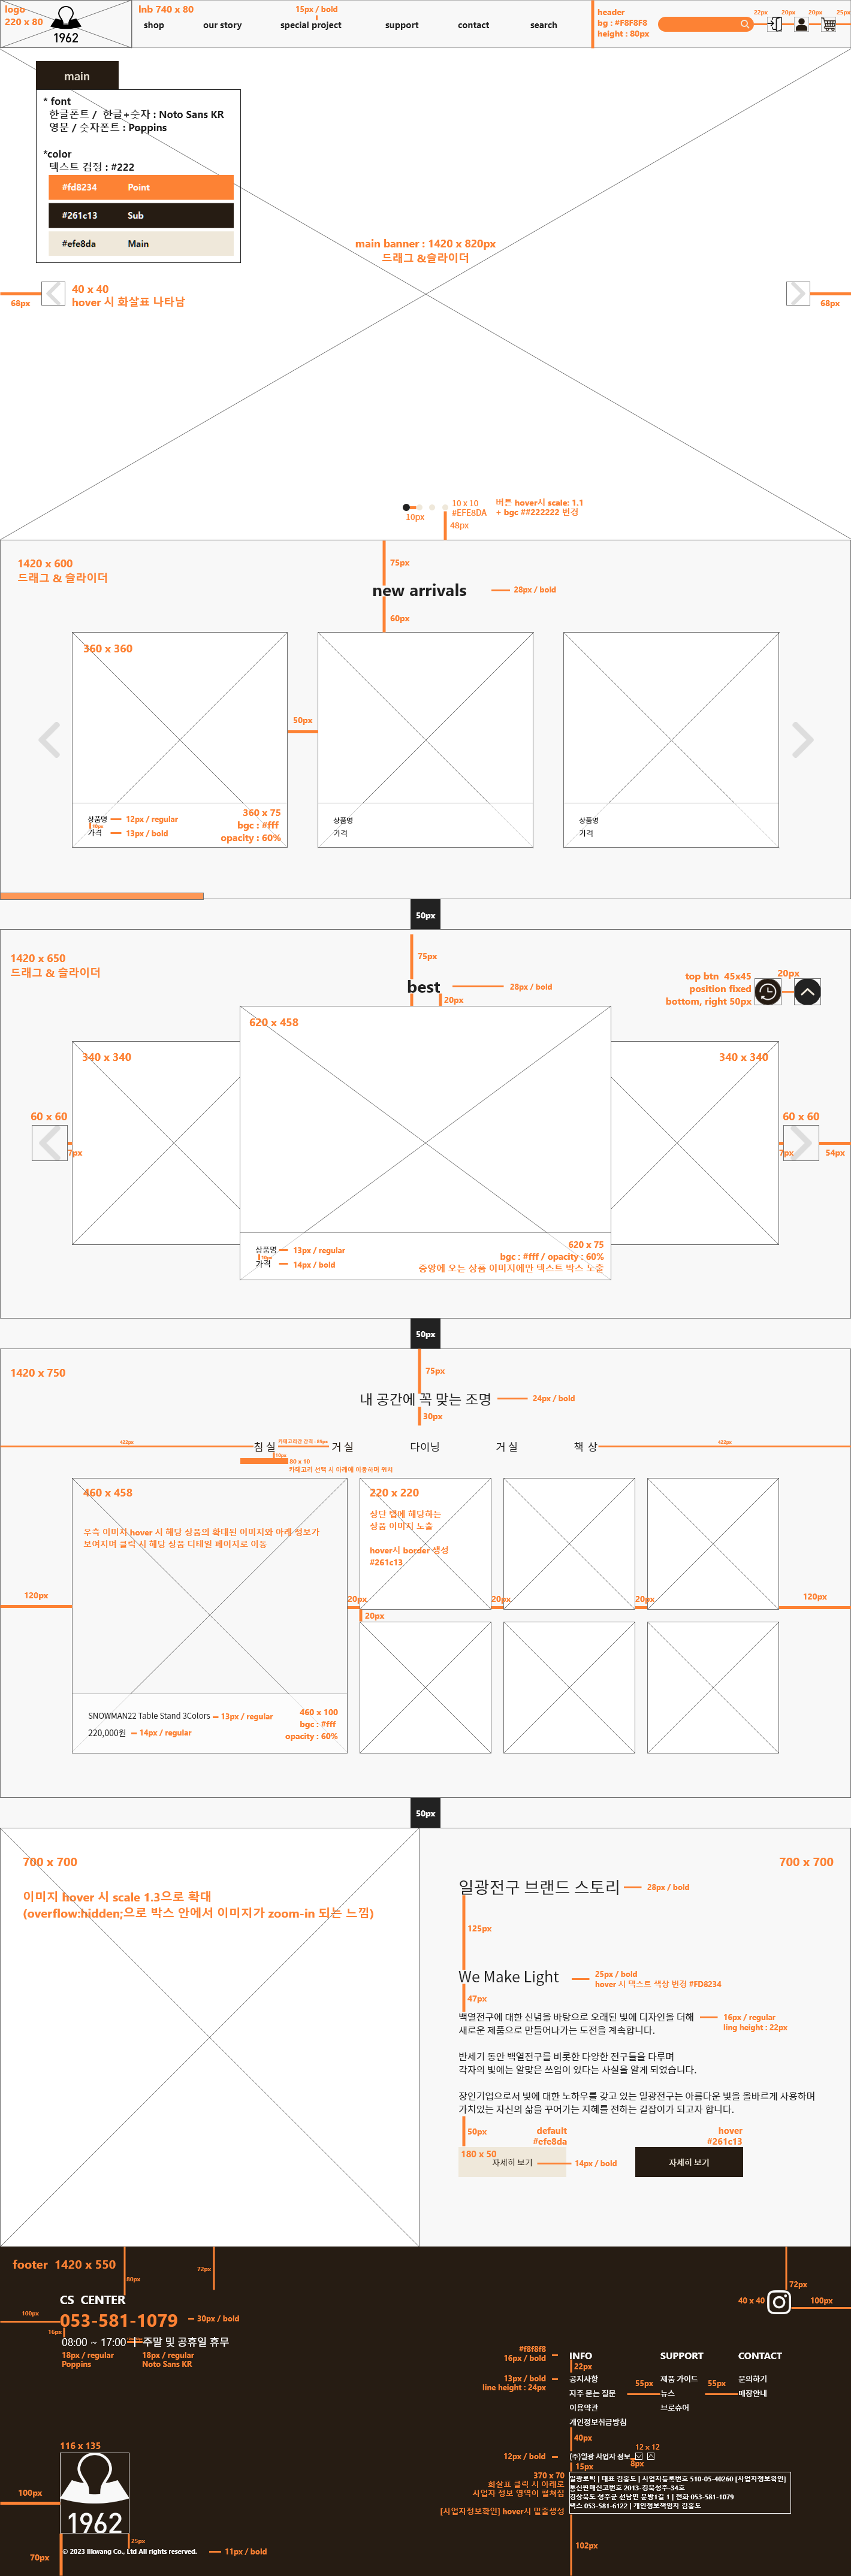 logo
220 x 80
1962
lnb 740 x 80
15px / bold
shop
our story
special project
support
contact
search
header
bg : #F8F8F8
height : 80px
22px
20px
20px
25px
main
* font
한글폰트 / 한글+숫자 : Noto Sans KR
영문 / 숫자폰트 : Poppins
*color
텍스트 검정 : #222
#fd8234 Point
#261c13 Sub
#efe8da Main
main banner : 1420 x 820px
드래그 &슬라이더
40 x 40
hover 시 화살표 나타남
68px
68px
10px
10 x 10
#EFE8DA
48px
버튼 hover시 scale: 1.1
+ bgc ##222222 변경
1420 x 600
드래그 & 슬라이더
75px
new arrivals
28px / bold
60px
360 x 360
50px
상품명
12px / regular
10px
가격
13px / bold
360 x 75
bgc : #fff
opacity : 60%
상품명
가격
상품명
가격
50px
1420 x 650
드래그 & 슬라이더
75px
best
28px / bold
20px
top btn 45x45
position fixed
bottom, right 50px
20px
620 x 458
340 x 340
340 x 340
60 x 60
60 x 60
7px
7px
54px
상품명
13px / regular
10px
가격
14px / bold
620 x 75
bgc : #fff / opacity : 60%
중앙에 오는 상품 이미지에만 텍스트 박스 노출
50px
1420 x 750
75px
내 공간에 꼭 맞는 조명
24px / bold
30px
422px
침 실
카테고리간 간격 : 85px
거 실
다이닝
거 실
책 상
422px
10px
80 x 10
카테고리 선택 시 아래에 이동하며 위치
460 x 458
우측 이미지 hover 시 해당 상품의 확대된 이미지와 아래 정보가
보여지며 클릭 시 해당 상품 디테일 페이지로 이동
220 x 220
상단 탭에 해당하는
상품 이미지 노출
hover시 border 생성
#261c13
120px
20px
20px
20px
120px
20px
SNOWMAN22 Table Stand 3Colors
13px / regular
220,000원
14px / regular
460 x 100
bgc : #fff
opacity : 60%
50px
700 x 700
이미지 hover 시 scale 1.3으로 확대
(overflow:hidden;으로 박스 안에서 이미지가 zoom-in 되는 느낌)
700 x 700
일광전구 브랜드 스토리
28px / bold
125px
We Make Light
25px / bold
hover 시 텍스트 색상 변경 #FD8234
47px
백열전구에 대한 신념을 바탕으로 오래된 빛에 디자인을 더해
새로운 제품으로 만들어나가는 도전을 계속합니다.
16px / regular
ling height : 22px
반세기 동안 백열전구를 비롯한 다양한 전구들을 다루며
각자의 빛에는 알맞은 쓰임이 있다는 사실을 알게 되었습니다.
장인기업으로서 빛에 대한 노하우를 갖고 있는 일광전구는 아름다운 빛을 올바르게 사용하며
가치있는 자신의 삶을 꾸어가는 지혜를 전하는 길잡이가 되고자 합니다.
50px
default
#efe8da
hover
#261c13
180 x 50
자세히 보기
14px / bold
자세히 보기
footer 1420 x 550
80px
72px
CS CENTER
100px
053-581-1079
30px / bold
16px
08:00 ~ 17:00
주말 및 공휴일 휴무
18px / regular
Poppins
18px / regular
Noto Sans KR
72px
40 x 40
100px
#f8f8f8
16px / bold
INFO
SUPPORT
CONTACT
22px
13px / bold
line height : 24px
공지사항
제품 가이드
문의하기
자주 묻는 질문
55px
뉴스
55px
매장안내
이용약관
브로슈어
개인정보취급방침
40px
12 x 12
12px / bold
(주)일광 사업자 정보
8px
15px
370 x 70
화살표 클릭 시 아래로
사업자 정보 영역이 펼쳐짐
[사업자정보확인] hover시 밑줄생성
일광로틱 | 대표 김홍도 | 사업자등록번호 510-05-40260 [사업자정보확인]
통신판매신고번호 2013-경북성주-34호
경상북도 성주군 선남면 문방1길 1 | 전화 053-581-1079
팩스 053-581-6122 | 개인정보책임자 김홍도
102px
116 x 135
100px
1962
25px
70px
© 2023 Ilkwang Co., Ltd All rights reserved.
11px / bold